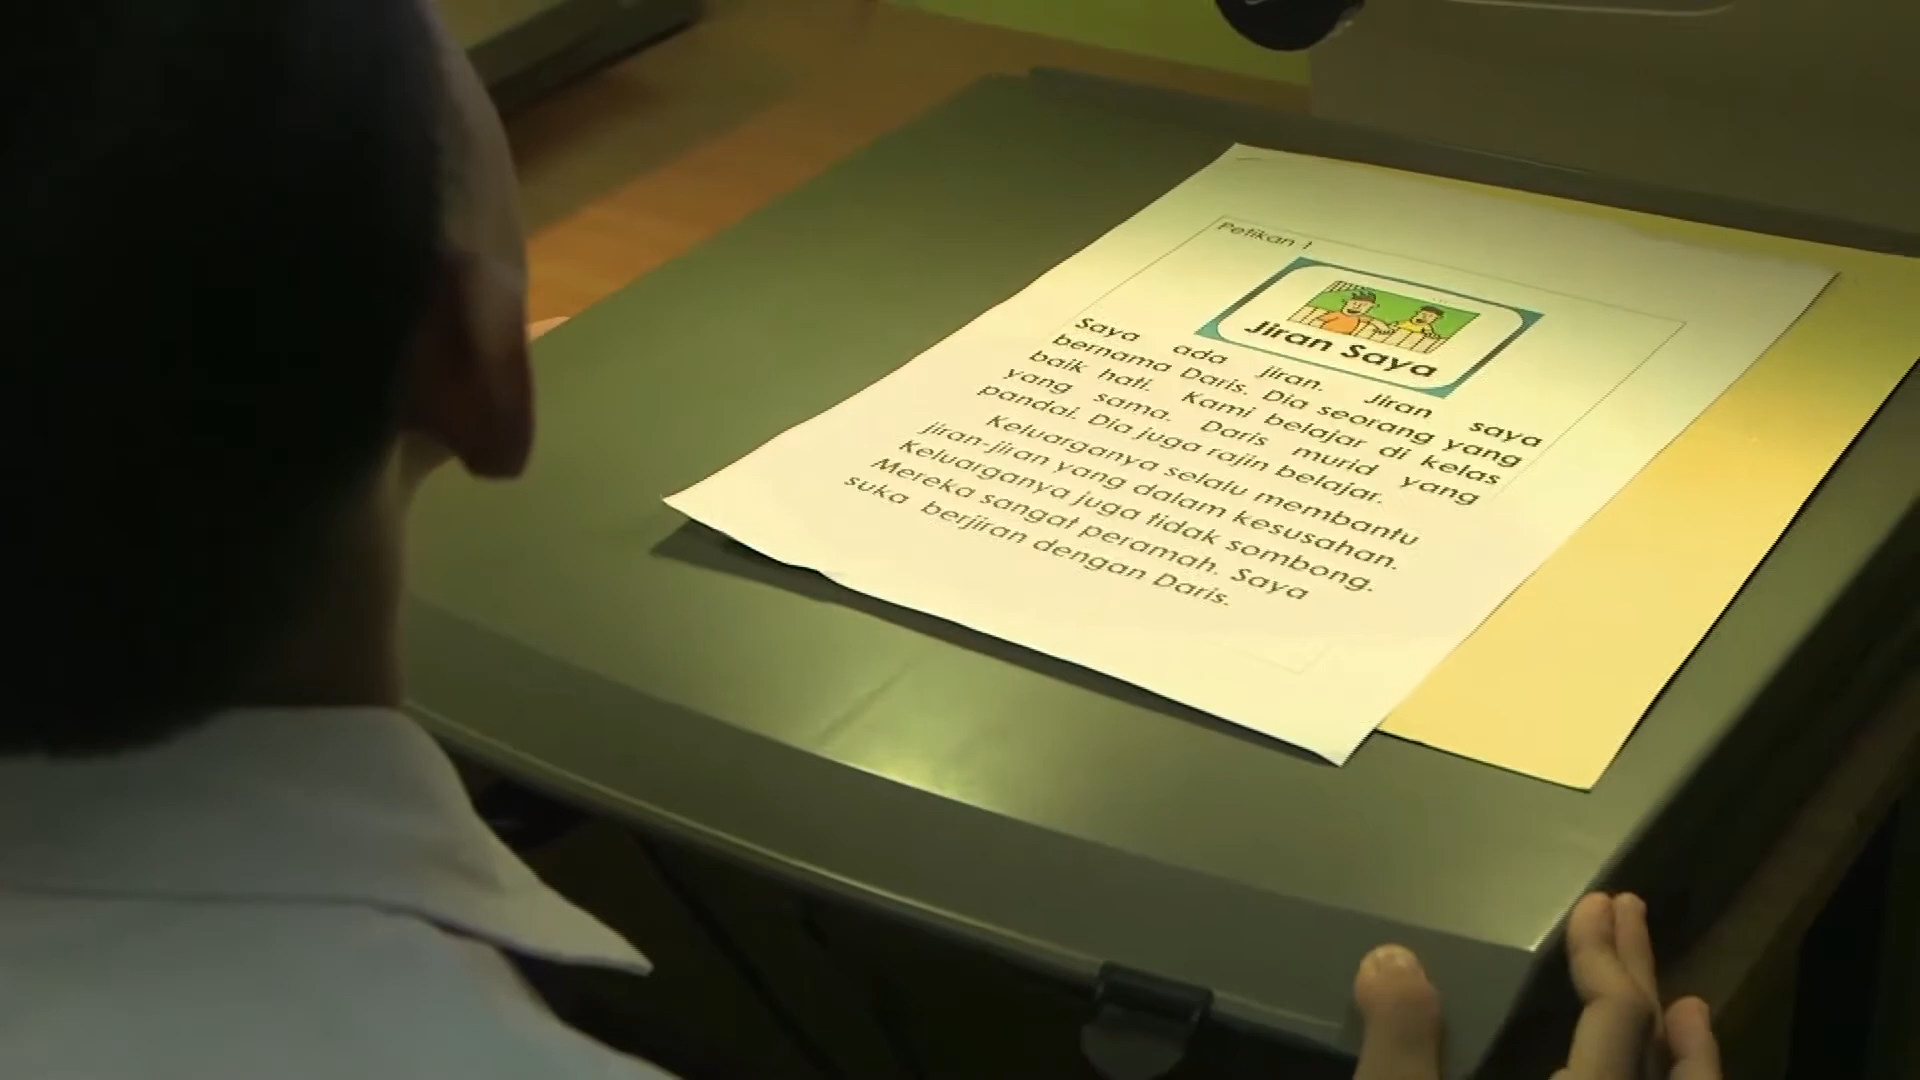 Petikan 1
Jiran Saya
Saya ada jiran. Jiran saya
bernama Daris. Dia seorang yang
baik hati. Kami belajar di kelas
yang sama. Daris murid yang
pandai. Dia juga rajin belajar.
Keluarganya selalu membantu
jiran-jiran yang dalam kesusahan.
Keluarganya juga tidak sombong.
Mereka sangat peramah. Saya
suka berjiran dengan Daris.